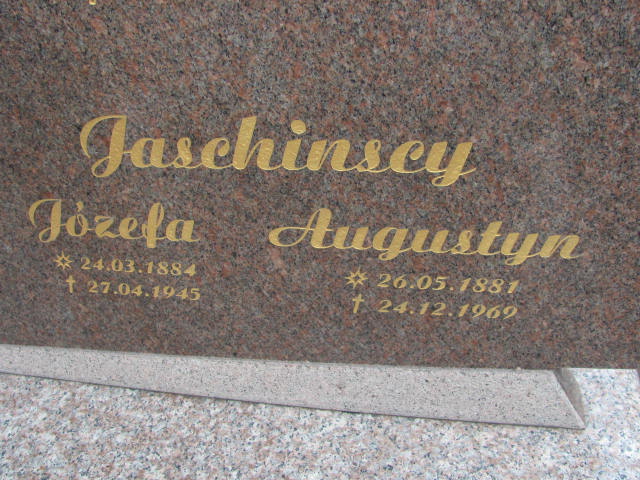 Jaschinscy
Józefa
24.03.1884
† 27.04.1945
Augustyn
26.05.1881
† 24.12.1969